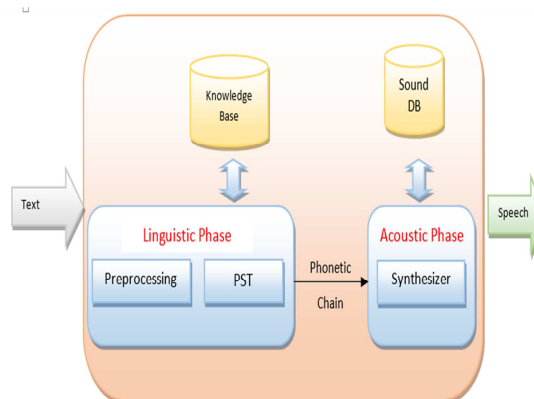 Knowledge
Base
Sound
DB
Text
Linguistic Phase
Preprocessing
PST
Phonetic
Chain
Acoustic Phase
Synthesizer
Speech